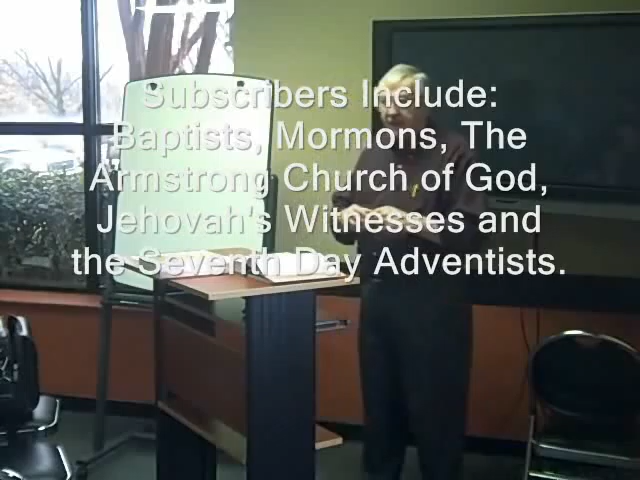 Subscribers Include:
Baptists, Mormons, The
Armstrong Church of God,
Jehovah's Witnesses and
the Seventh Day Adventists.